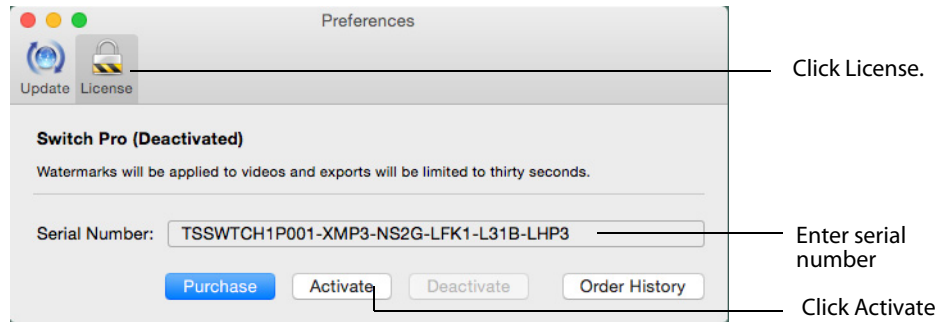 Preferences
Update License
Click License.
Switch Pro (Deactivated)
Watermarks will be applied to videos and exports will be limited to thirty seconds.
Serial Number: TSSWTCH1P001-XMP3-NS2G-LFK1-L31B-LHP3
Enter serial
number
Purchase Activate Deactivate Order History
Click Activate